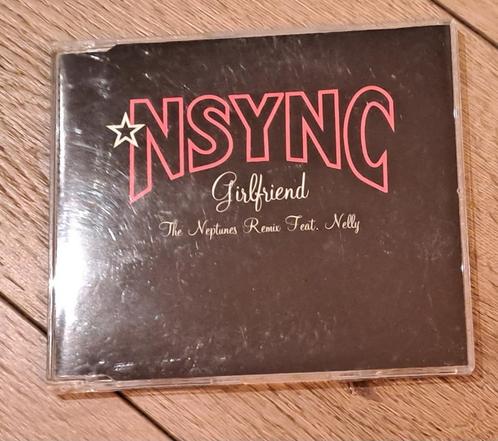 ☆NSYNC
Girlfriend
The Neptunes Remix Feat. Nelly